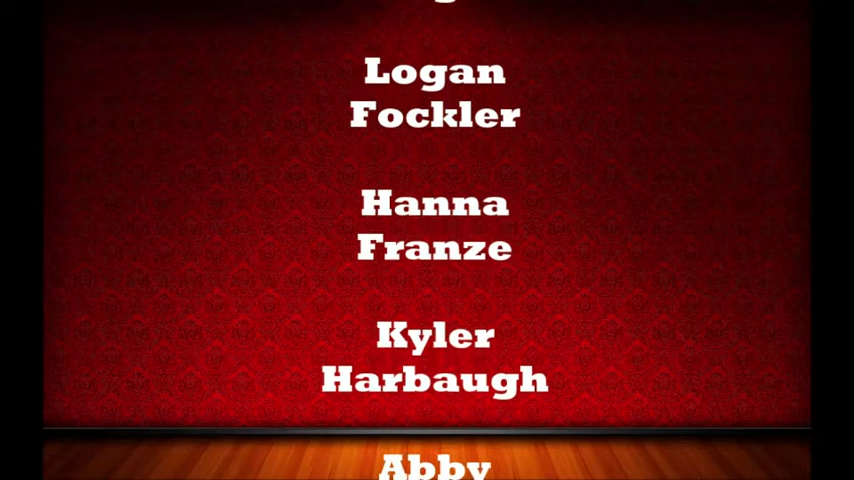 Logan
Fockler
Hanna
Franze
Kyler
Harbaugh
Abby